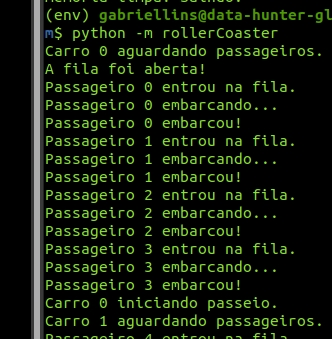 (env) gabriellins@data-hunter-gl
m$ python -m rollerCoaster
Carro 0 aguardando passageiros.
A fila foi aberta!
Passageiro 0 entrou na fila.
Passageiro 0 embarcando...
Passageiro 0 embarcou!
Passageiro 1 entrou na fila.
Passageiro 1 embarcando...
Passageiro 1 embarcou!
Passageiro 2 entrou na fila.
Passageiro 2 embarcando...
Passageiro 2 embarcou!
Passageiro 3 entrou na fila.
Passageiro 3 embarcando...
Passageiro 3 embarcou!
Carro 0 iniciando passeio.
Carro 1 aguardando passageiros.
Passageiro 4 entrou na fila